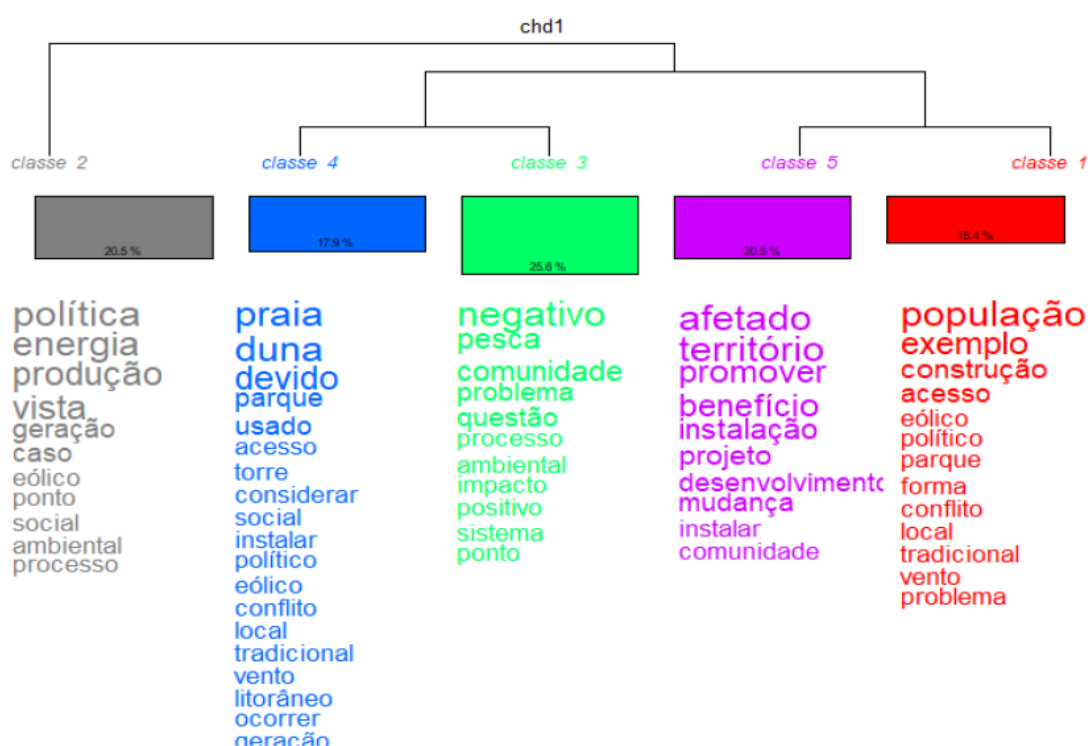 chd1
classe 2
classe 4
classe 3
classe 5
classe 1
20.5 %
17.9 %
25.6 %
20.5 %
15.4 %
política
energia
produção
vista
geração
caso
eólico
ponto
social
ambiental
processo
praia
duna
devido
parque
usado
acesso
torre
considerar
social
instalar
político
eólico
conflito
local
tradicional
vento
litorâneo
ocorrer
geração
negativo
pesca
comunidade
problema
questão
processo
ambiental
impacto
positivo
sistema
ponto
afetado
território
promover
benefício
instalação
projeto
desenvolvimento
mudança
instalar
comunidade
população
exemplo
construção
acesso
eólico
político
parque
forma
conflito
local
tradicional
vento
problema